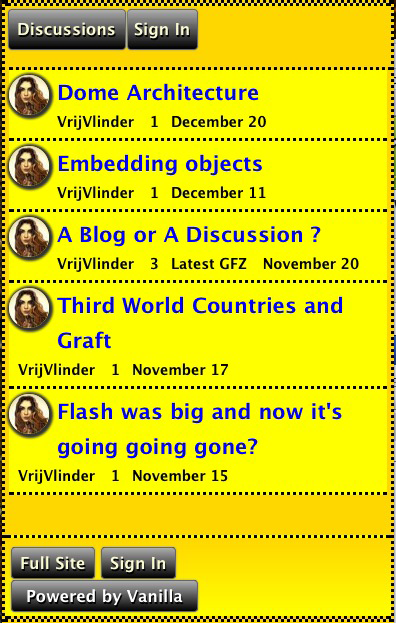 Discussions Sign In
Dome Architecture
VrijVlinder 1 December 20
Embedding objects
VrijVlinder 1 December 11
A Blog or A Discussion ?
VrijVlinder 3 Latest GFZ November 20
Third World Countries and
Graft
VrijVlinder 1 November 17
Flash was big and now it's
going going gone?
VrijVlinder 1 November 15
Full Site Sign In
Powered by Vanilla